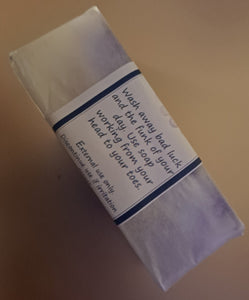 Wash away bad luck
and the funk of your
day. Use soap
working from your
head to your toes.
External use only
Discontinue use if irritation